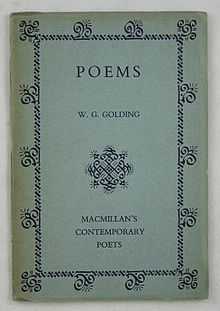 POEMS
W. G. GOLDING
MACMILLAN'S
CONTEMPORARY
POETS